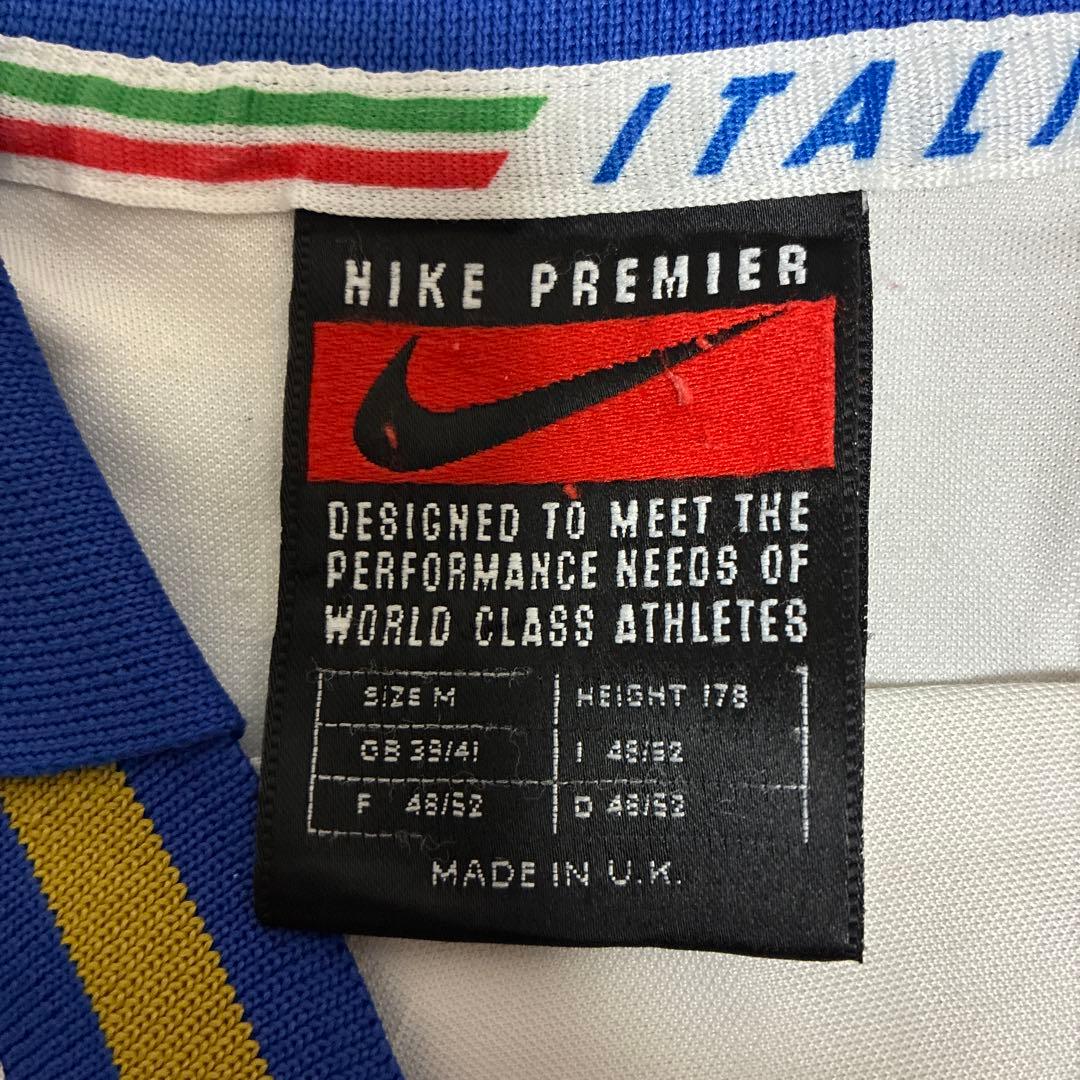 ITALI
NIKE PREMIER
DESIGNED TO MEET THE
PERFORMANCE NEEDS OF
WORLD CLASS ATHLETES
SIZE M HEIGHT 178
GB 39/41 I 48/52
F 48/52 D 48/52
MADE IN U.K.